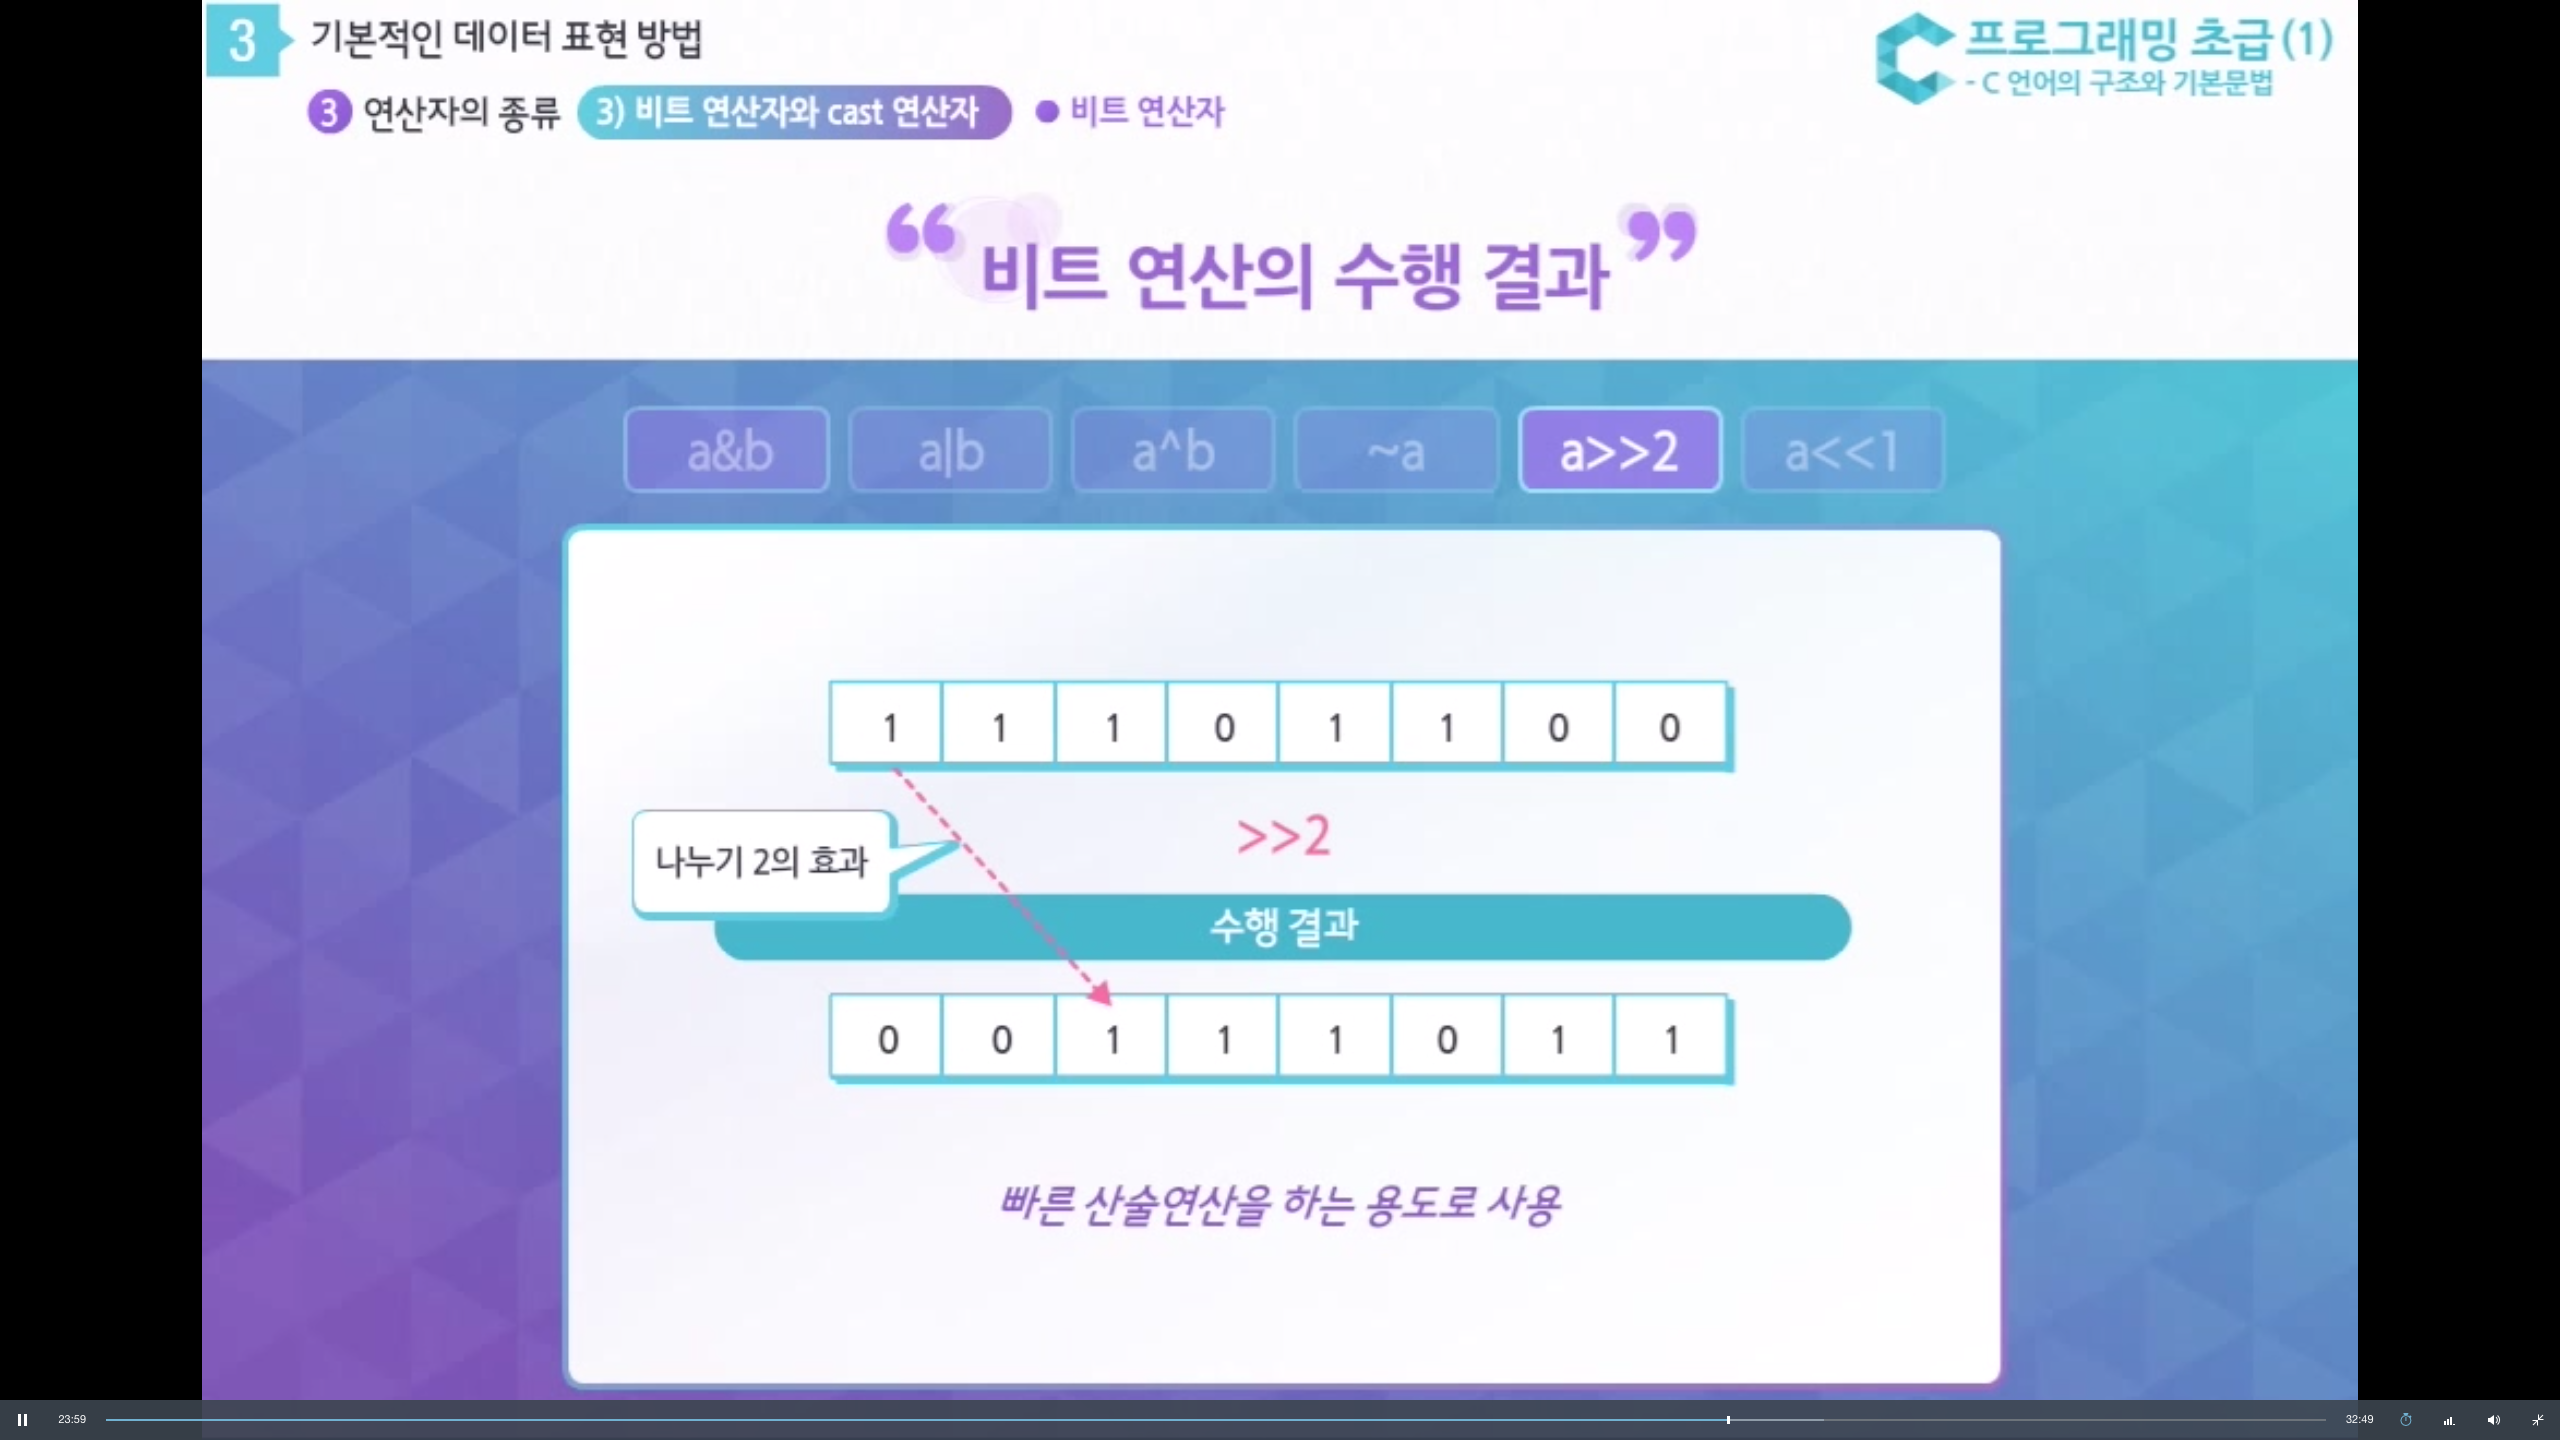 3 기본적인 데이터 표현 방법
프로그래밍 초급(1)
- C 언어의 구조와 기본문법
3 연산자의 종류 3) 비트 연산자와 cast 연산자 ● 비트 연산자
“비트 연산의 수행 결과”
a&b a|b a^b ~a a>>2 a<<1
1 1 1 0 1 1 0 0
>>2
나누기 2의 효과
수행 결과
0 0 1 1 1 0 1 1
빠른 산술연산을 하는 용도로 사용
23:59 32:49